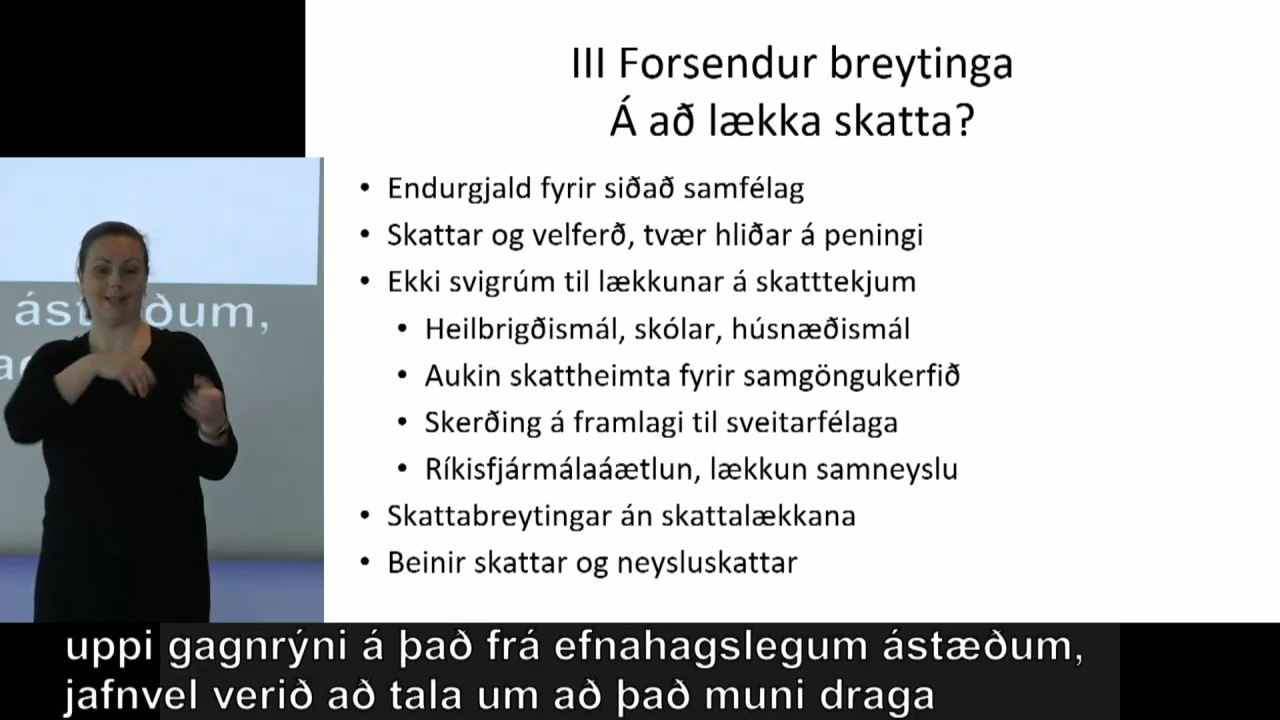 III Forsendur breytinga
Á að lækka skatta?
• Endurgjald fyrir siðað samfélag
• Skattar og velferð, tvær hliðar á peningi
• Ekki svigrúm til lækkunar á skatttekjum
• Heilbrigðismál, skólar, húsnæðismál
• Aukin skattheimta fyrir samgöngukerfið
• Skerðing á framlagi til sveitarfélaga
• Ríkisfjármálaáætlun, lækkun samneyslu
• Skattabreytingar án skattalækkana
• Beinir skattar og neysluskattar
uppi gagnrýni á það frá efnahagslegum ástæðum,
jafnvel verið að tala um að það muni draga